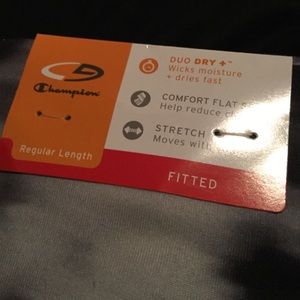 DUO DRY +™
Wicks moisture
+ dries fast
Champion
COMFORT FLAT
Help reduce
STRETCH
Moves with
Regular Length
FITTED